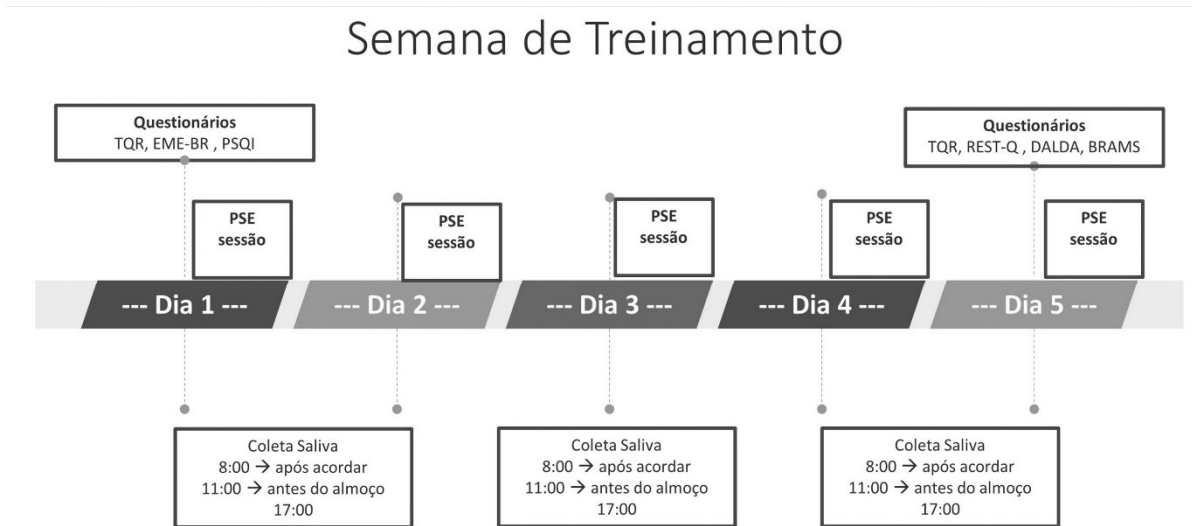 Semana de Treinamento
Questionários
TQR, EME-BR , PSQI
Questionários
TQR, REST-Q , DALDA, BRAMS
PSE
sessão
PSE
sessão
PSE
sessão
PSE
sessão
PSE
sessão
--- Dia 1 ---
--- Dia 2 ---
--- Dia 3 ---
--- Dia 4 ---
--- Dia 5 ---
Coleta Saliva
8:00 → após acordar
11:00 → antes do almoço
17:00
Coleta Saliva
8:00 → após acordar
11:00 → antes do almoço
17:00
Coleta Saliva
8:00 → após acordar
11:00 → antes do almoço
17:00